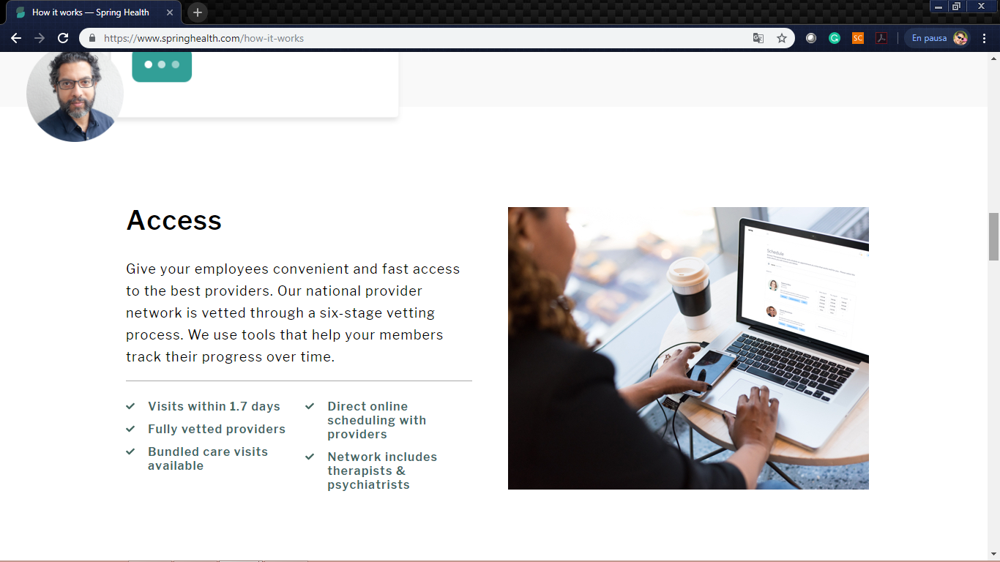 How it works — Spring Health
https://www.springhealth.com/how-it-works
SC
En pausa
Access
Give your employees convenient and fast access
to the best providers. Our national provider
network is vetted through a six-stage vetting
process. We use tools that help your members
track their progress over time.
Visits within 1.7 days
Fully vetted providers
Bundled care visits
available
Direct online
scheduling with
providers
Network includes
therapists &
psychiatrists
Schedule